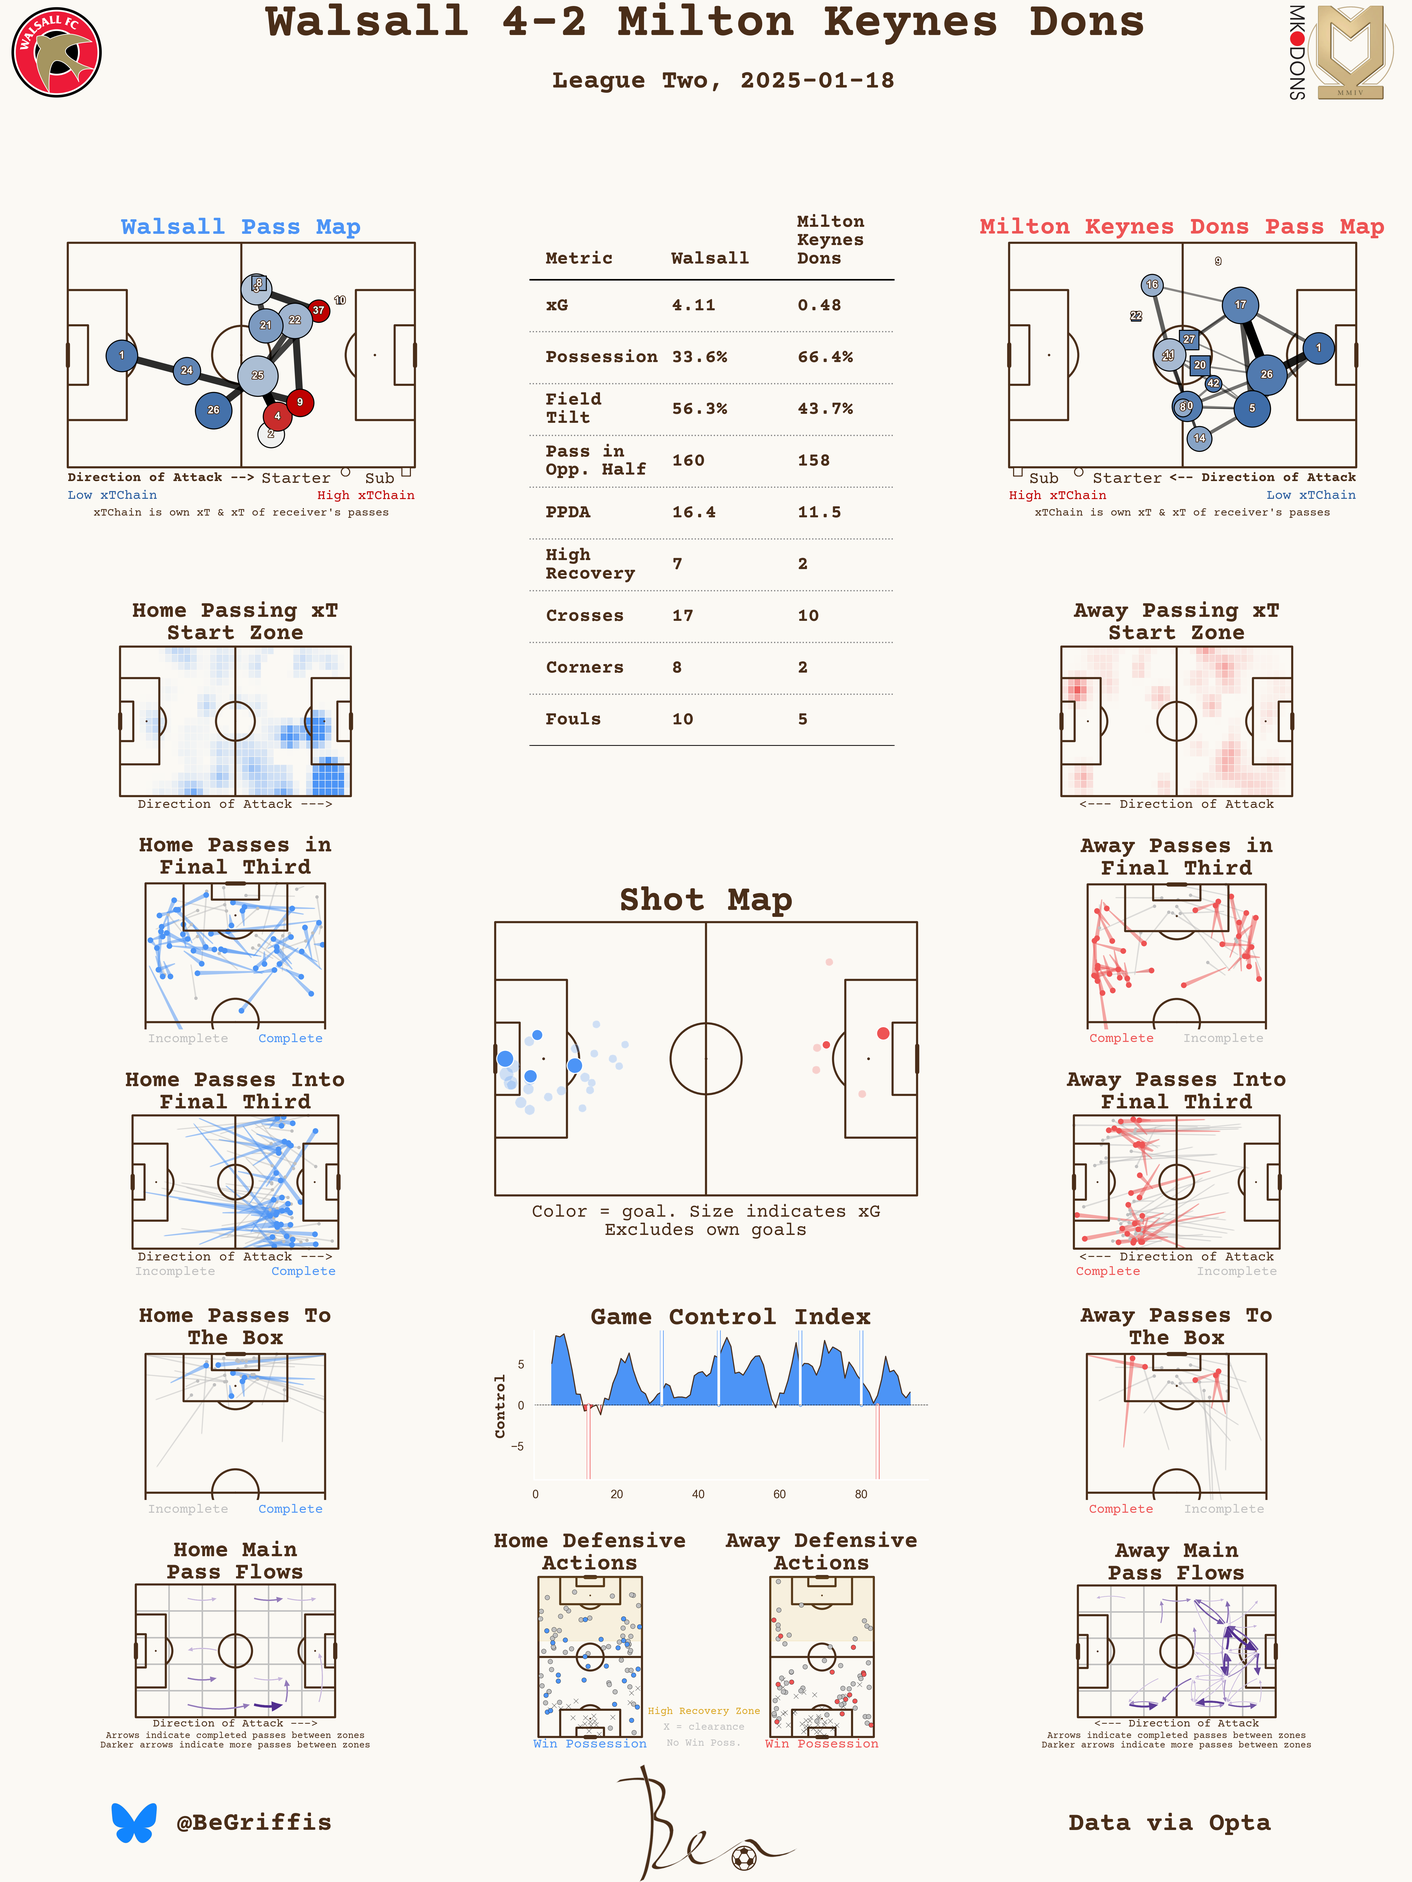 Walsall 4-2 Milton Keynes Dons
League Two, 2025-01-18
WALSALL FC
MK DONS
MMIV
Walsall Pass Map
1
24
26
25
21
22
8
3
37
10
9
4
2
Direction of Attack --> Starter Sub
Low xTChain High xTChain
xTChain is own xT & xT of receiver's passes
Metric Walsall Milton Keynes Dons
xG 4.11 0.48
Possession 33.6% 66.4%
Field Tilt 56.3% 43.7%
Pass in Opp. Half 160 158
PPDA 16.4 11.5
High Recovery 7 2
Crosses 17 10
Corners 8 2
Fouls 10 5
Milton Keynes Dons Pass Map
9
16
22
17
27
11
1
20
26
42
8
5
14
Sub Starter <-- Direction of Attack
High xTChain Low xTChain
xTChain is own xT & xT of receiver's passes
Home Passing xT
Start Zone
Direction of Attack --->
Away Passing xT
Start Zone
<--- Direction of Attack
Home Passes in
Final Third
Incomplete Complete
Away Passes in
Final Third
Complete Incomplete
Shot Map
Color = goal. Size indicates xG
Excludes own goals
Home Passes Into
Final Third
Direction of Attack --->
Incomplete Complete
Away Passes Into
Final Third
<--- Direction of Attack
Complete Incomplete
Home Passes To
The Box
Incomplete Complete
Game Control Index
Control
5
0
−5
0 20 40 60 80
Away Passes To
The Box
Complete Incomplete
Home Main
Pass Flows
Direction of Attack --->
Arrows indicate completed passes between zones
Darker arrows indicate more passes between zones
Home Defensive
Actions
Win Possession
High Recovery Zone
X = clearance
No Win Poss.
Away Defensive
Actions
Win Possession
Away Main
Pass Flows
<--- Direction of Attack
Arrows indicate completed passes between zones
Darker arrows indicate more passes between zones
@BeGriffis
Ben
Data via Opta